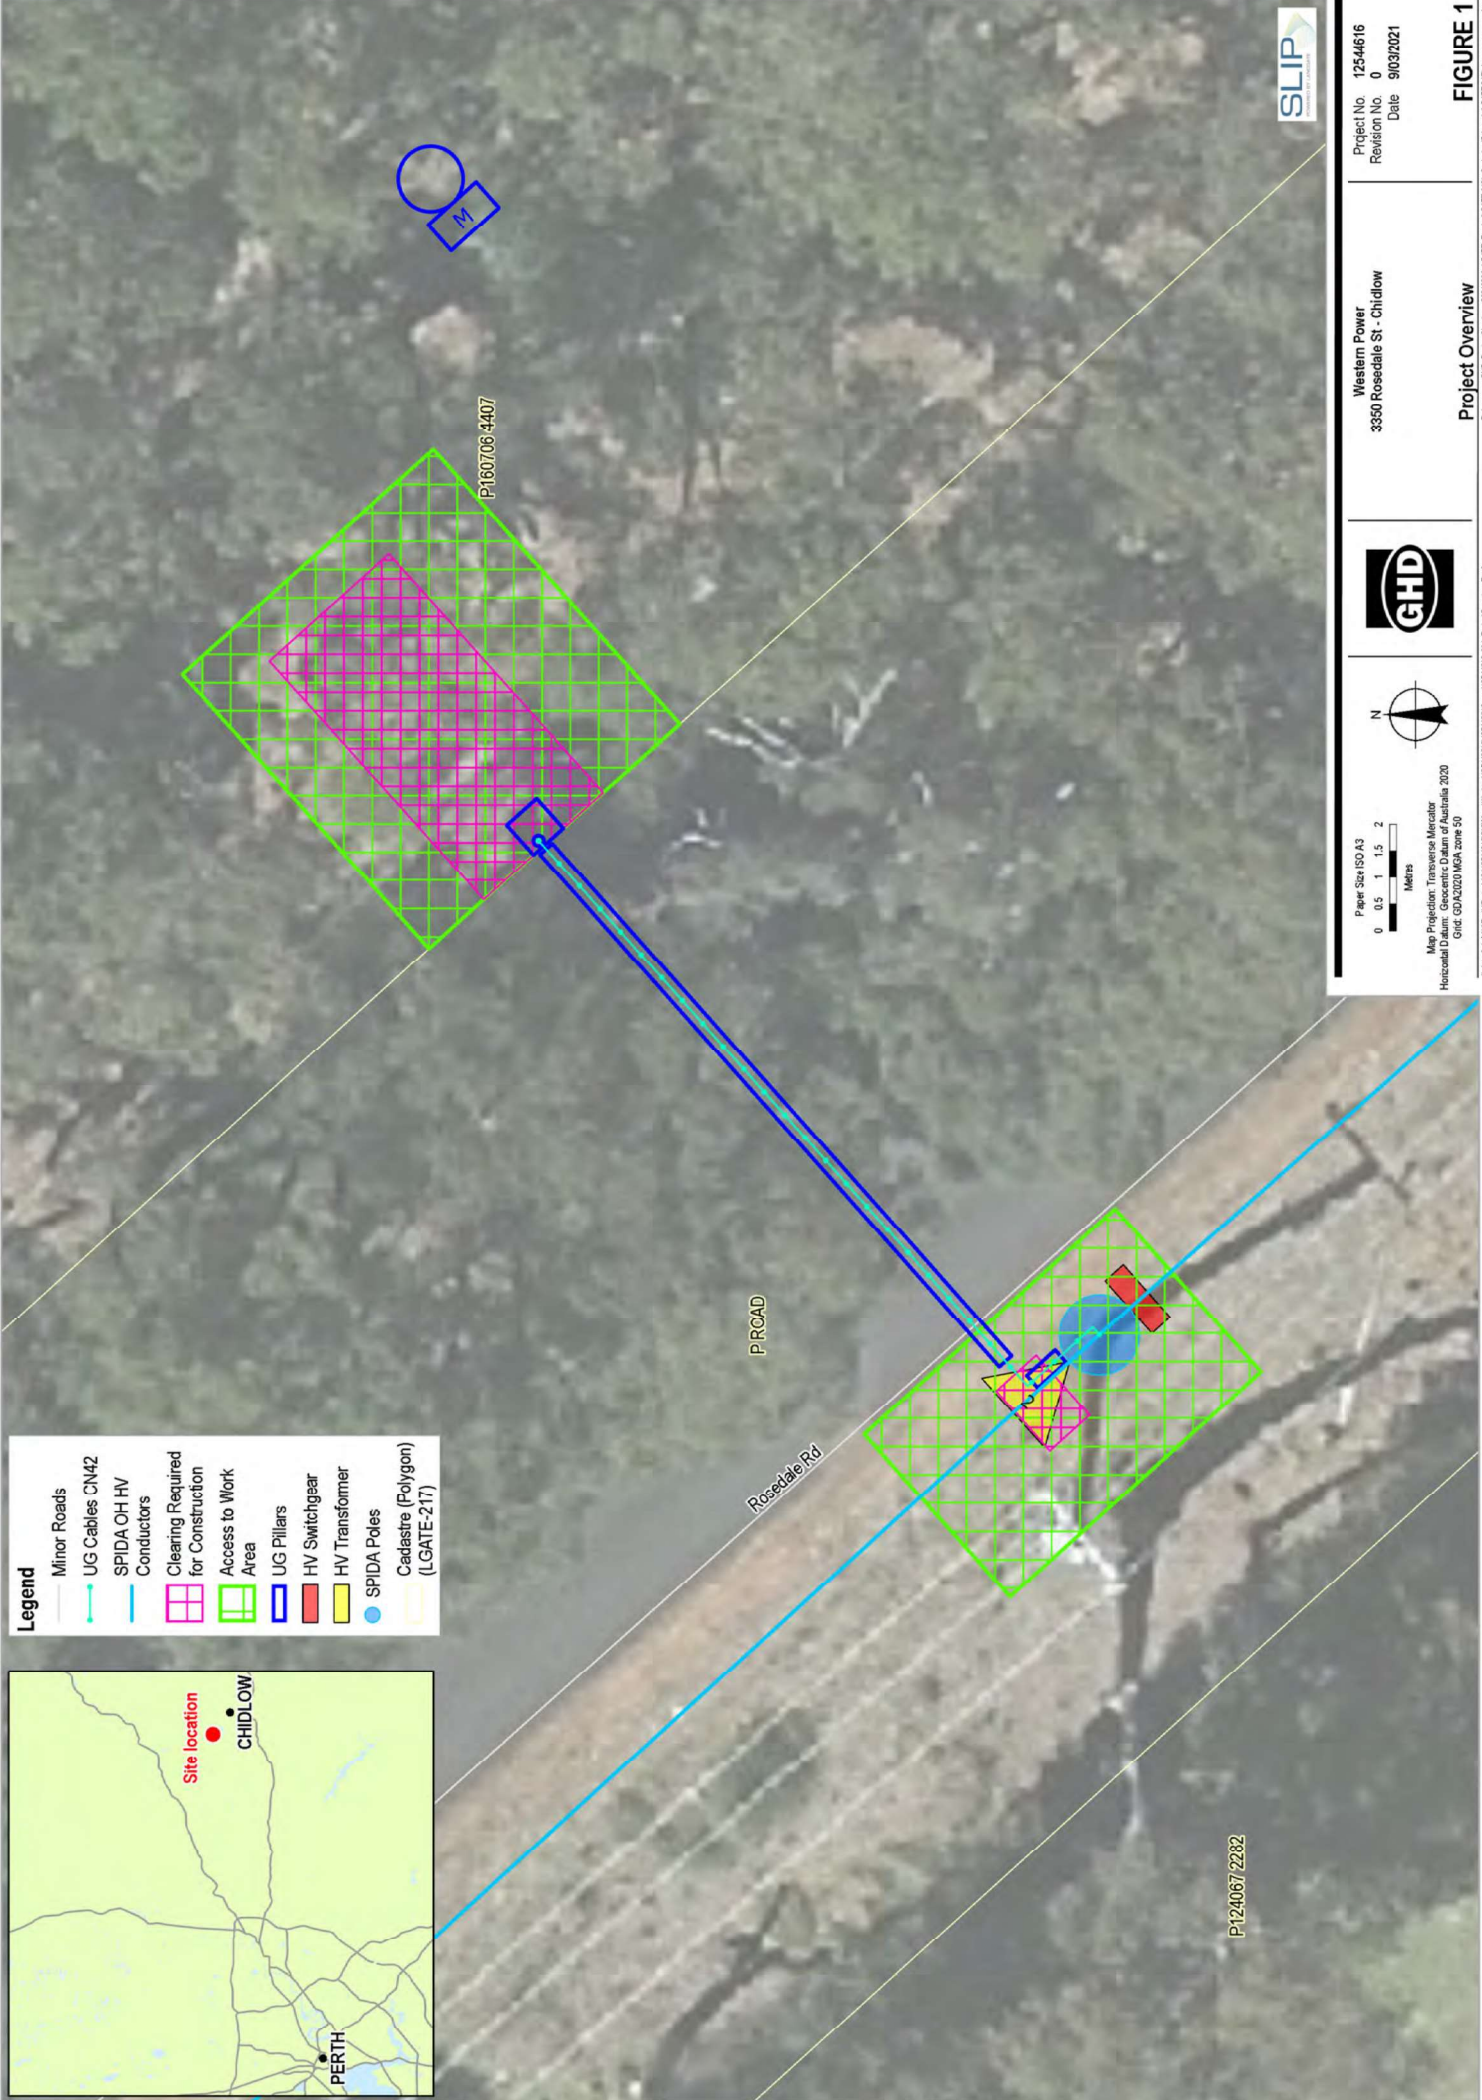 PERTH
CHIDLOW
Site location
Legend
Minor Roads
UG Cables CN42
SPIDA OH HV
Conductors
Clearing Required
for Construction
Access to Work
Area
UG Pillars
HV Switchgear
HV Transformer
SPIDA Poles
Cadastre (Polygon)
(LGATE-217)
M
P160706 4407
P ROAD
Rosedale Rd
P124067 2282
SLIP
Paper Size ISO A3
0 0.5 1 1.5 2
Metres
Map Projection: Transverse Mercator
Horizontal Datum: Geocentric Datum of Australia 2020
Grid: GDA2020 MGA zone 50
N
GHD
Western Power
3350 Rosedale St - Chidlow
Project Overview
Project No. 12544616
Revision No. 0
Date 9/03/2021
FIGURE 1